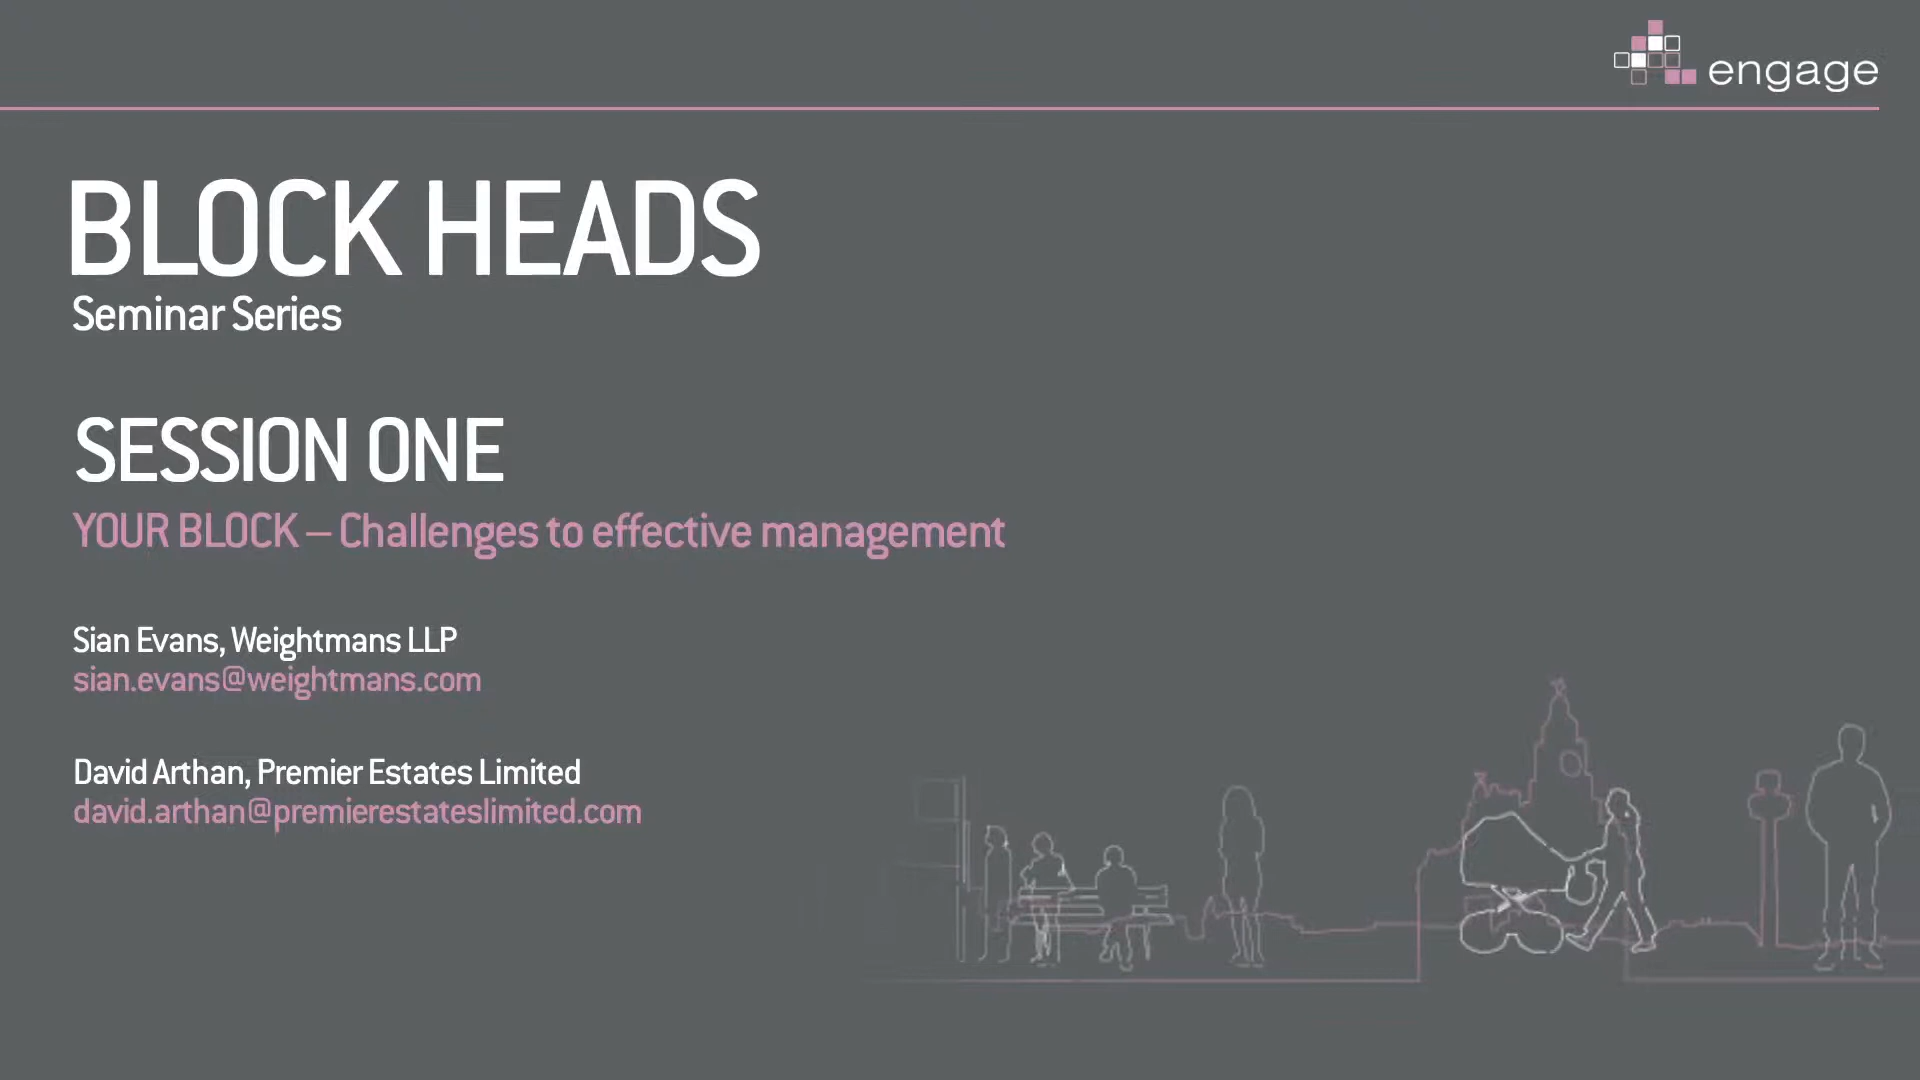 engage
BLOCK HEADS
Seminar Series
SESSION ONE
YOUR BLOCK – Challenges to effective management
Sian Evans, Weightmans LLP
sian.evans@weightmans.com
David Arthan, Premier Estates Limited
david.arthan@premierestateslimited.com